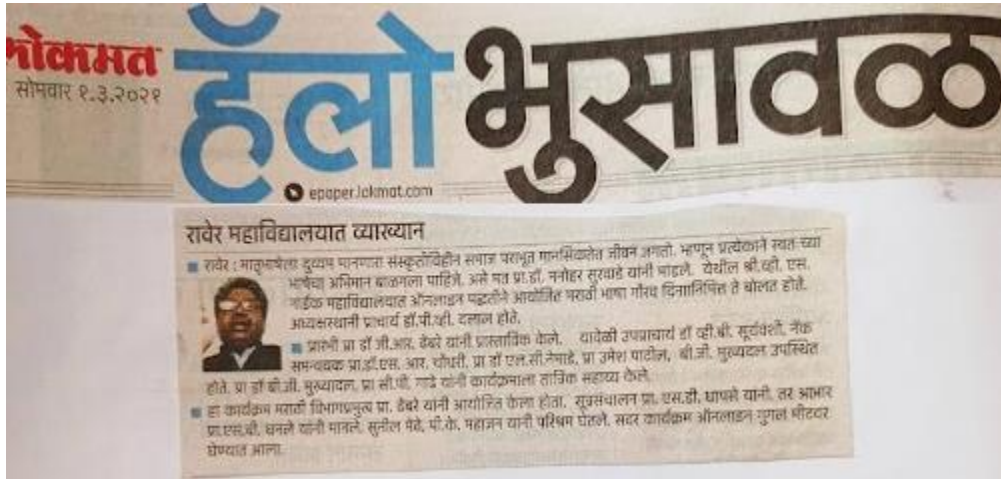 लोकमत
सोमवार १.३.२०२१
हॅलो भुसावळ
epaper.lokmat.com
रावेर महाविद्यालयात व्याख्यान
रावेर : मातृभाषेला दुय्यम मानणारा संस्कृतीविहीन समाज पराभूत मानसिकतेत जीवन जगतो. म्हणून प्रत्येकाने स्वत च्या
भाषेचा अभिमान बाळगला पाहिजे, असे मत प्रा.डॉ. मनोहर सुरवाडे यांनी मांडले. येथील श्री.व्ही. एस.
नाईक महाविद्यालयात ऑनलाइन पद्धतीने आयोजित मराठी भाषा गौरव दिनानिमित्त ते बोलत होते.
अध्यक्षस्थानी प्राचार्य डॉ.पी.व्ही. दलाल होते.
प्रारंभी प्रा डॉ जी.आर. ढेंबरे यांनी प्रास्ताविक केले. यावेळी उपप्राचार्य डॉ व्ही.बी. सूर्यवंशी, नॅक
समन्वयक प्रा.डॉ.एस. आर. चौधरी, प्रा डॉ एल.सी.नेमाडे, प्रा उमेश पाटील, बी.जी. मुख्यदल उपस्थित
होते. प्रा डॉ बी.जी. मुख्यादल, प्रा सी.पी. गाढे यांनी कार्यक्रमाला तांत्रिक सहाय्य केले.
हा कार्यक्रम मराठी विभागप्रमुख प्रा. ढेंबरे यांनी आयोजित केला होता. सूत्रसंचालन प्रा. एस.डी. धापसे यांनी, तर आभार
प्रा.एस.बी. धनले यांनी मानले. सुनील मेढे, पी.के. महाजन यांनी परिश्रम घेतले. सदर कार्यक्रम ऑनलाइन गुगल मीटवर
घेण्यात आला.